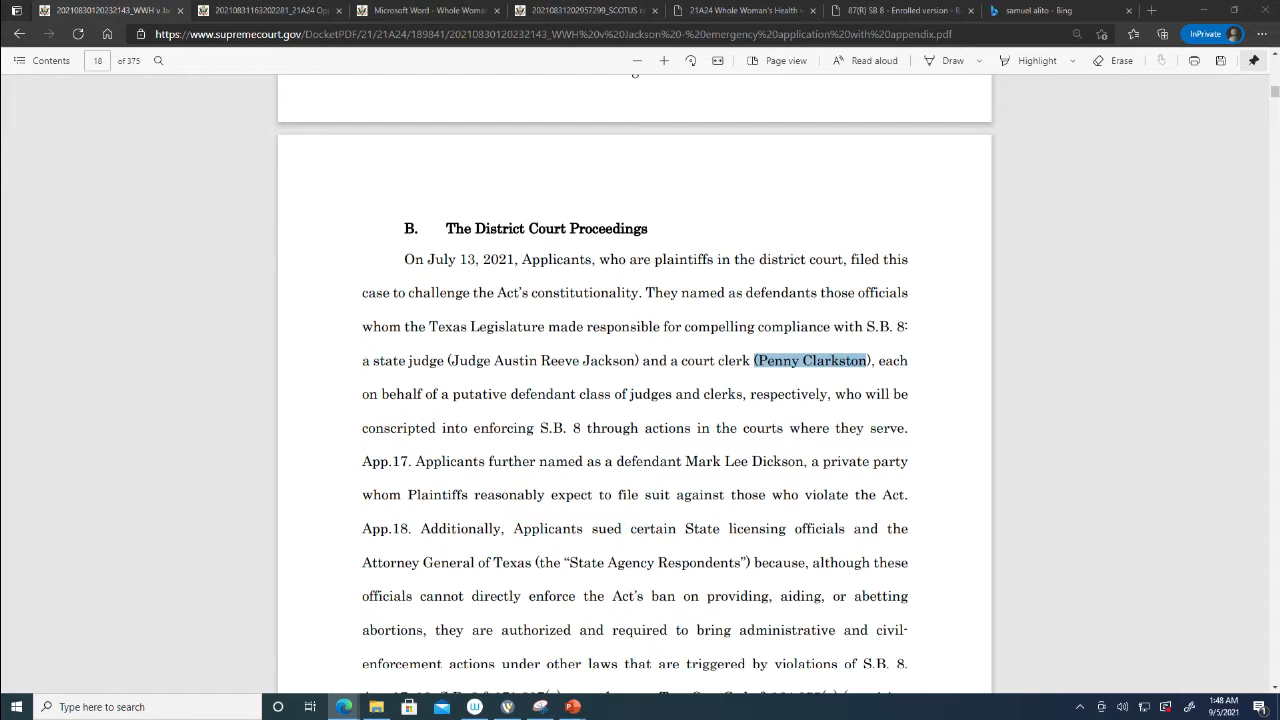 20210830120232143_WWH v Jack
20210831163202281_21A24 Opp
Microsoft Word - Whole Woman
20210831202957299_SCOTUS re
21A24 Whole Woman's Health v
87(R) SB 8 - Enrolled version - B
samuel alito - Bing
https://www.supremecourt.gov/DocketPDF/21/21A24/189841/20210830120232143_WWH%20v%20Jackson%20-%20emergency%20application%20with%20appendix.pdf
InPrivate
Contents 18 of 375 Page view Read aloud Draw Highlight Erase
B. The District Court Proceedings
On July 13, 2021, Applicants, who are plaintiffs in the district court, filed this
case to challenge the Act's constitutionality. They named as defendants those officials
whom the Texas Legislature made responsible for compelling compliance with S.B. 8:
a state judge (Judge Austin Reeve Jackson) and a court clerk (Penny Clarkston), each
on behalf of a putative defendant class of judges and clerks, respectively, who will be
conscripted into enforcing S.B. 8 through actions in the courts where they serve.
App.17. Applicants further named as a defendant Mark Lee Dickson, a private party
whom Plaintiffs reasonably expect to file suit against those who violate the Act.
App.18. Additionally, Applicants sued certain State licensing officials and the
Attorney General of Texas (the “State Agency Respondents”) because, although these
officials cannot directly enforce the Act's ban on providing, aiding, or abetting
abortions, they are authorized and required to bring administrative and civil-
enforcement actions under other laws that are triggered by violations of S.B. 8.
Type here to search
1:48 AM
9/5/2021